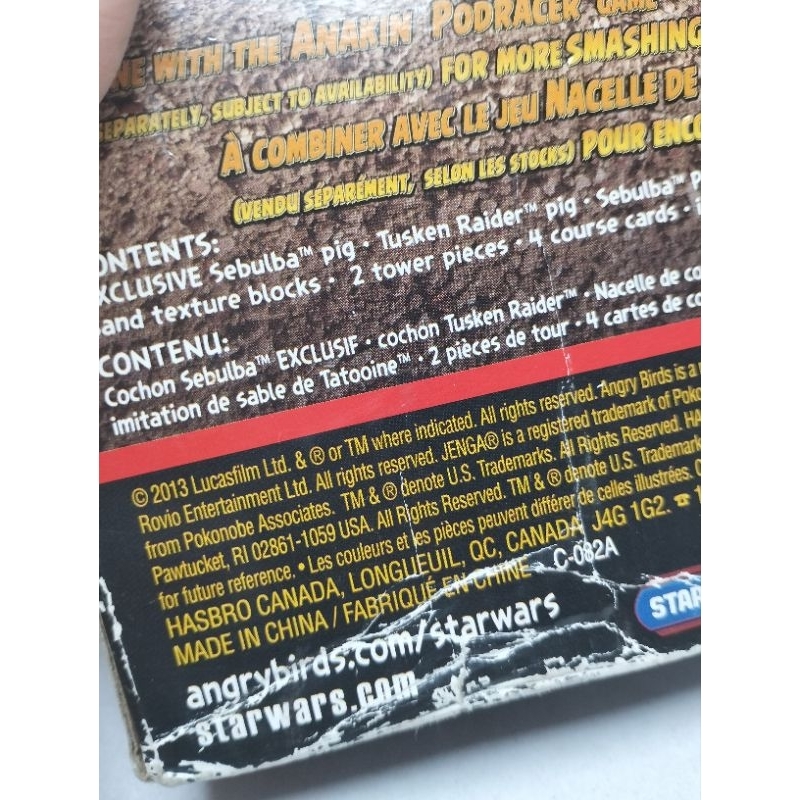 NE WITH THE ANAKIN PODRACER GAME
SEPARATELY, SUBJECT TO AVAILABILITY) FOR MORE SMASHING
À COMBINER AVEC LE JEU NACELLE DE
(VENDU SÉPARÉMENT, SELON LES STOCKS) POUR ENCO
ONTENTS:
XCLUSIVE Sebulba™ pig • Tusken Raider™ pig • Sebulba™ P
and texture blocks • 2 tower pieces • 4 course cards • i
CONTENU:
Cochon Sebulba™ EXCLUSIF • cochon Tusken Raider™ • Nacelle de co
imitation de sable de Tatooine™ • 2 pièces de tour • 4 cartes de co
© 2013 Lucasfilm Ltd. & ® or TM where indicated. All rights reserved. Angry Birds is a
Rovio Entertainment Ltd. All rights reserved. JENGA® is a registered trademark of Poko
from Pokonobe Associates. TM & ® denote U.S. Trademarks. All Rights Reserved. HA
Pawtucket, RI 02861-1059 USA. All Rights Reserved. TM & ® denote U.S. Trademark
for future reference. • Les couleurs et les pièces peuvent différer de celles illustrées. C
HASBRO CANADA, LONGUEUIL, QC, CANADA J4G 1G2. ☎ 1
MADE IN CHINA / FABRIQUÉ EN CHINE C-082A
angrybirds.com/starwars
starwars.com
STAR